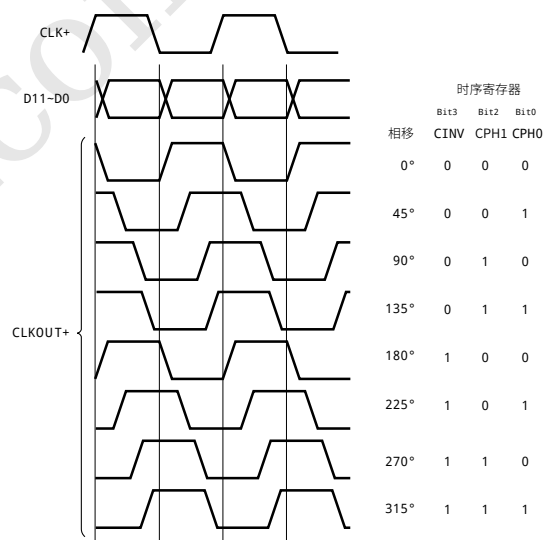 CLK+
D11~D0
时序寄存器
Bit3 Bit2 Bit0
相移 CINV CPH1 CPH0
0° 0 0 0
45° 0 0 1
90° 0 1 0
135° 0 1 1
CLKOUT+
180° 1 0 0
225° 1 0 1
270° 1 1 0
315° 1 1 1